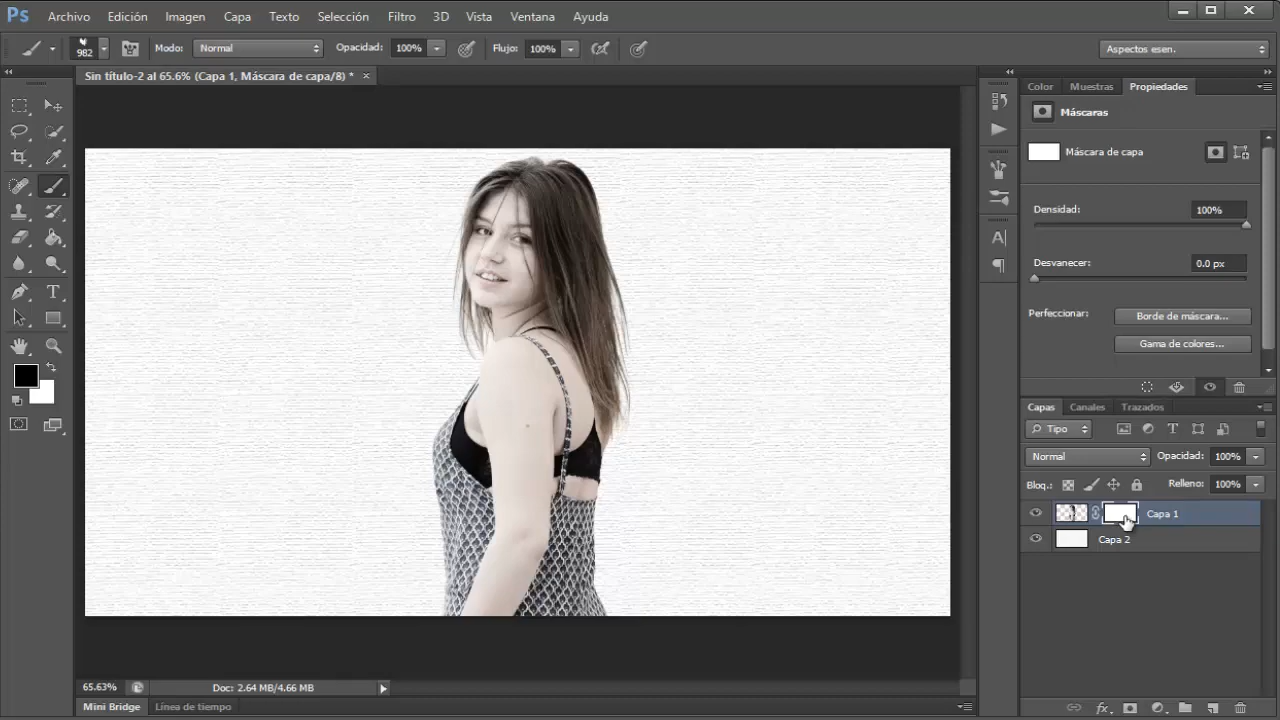 Ps Archivo Edición Imagen Capa Texto Selección Filtro 3D Vista Ventana Ayuda
982 Modo: Normal Opacidad: 100% Flujo: 100% Aspectos esen.
Sin título-2 al 65.6% (Capa 1, Máscara de capa/8) * ×
Color Muestras Propiedades
Máscaras
Máscara de capa
Densidad: 100%
Desvanecer: 0.0 px
Perfeccionar: Borde de máscara...
Gama de colores...
Capas Canales Trazados
Tipo
Normal Opacidad: 100%
Bloq.: Relleno: 100%
Capa 1
Capa 2
65.63% Doc: 2.64 MB/4.66 MB
Mini Bridge Línea de tiempo